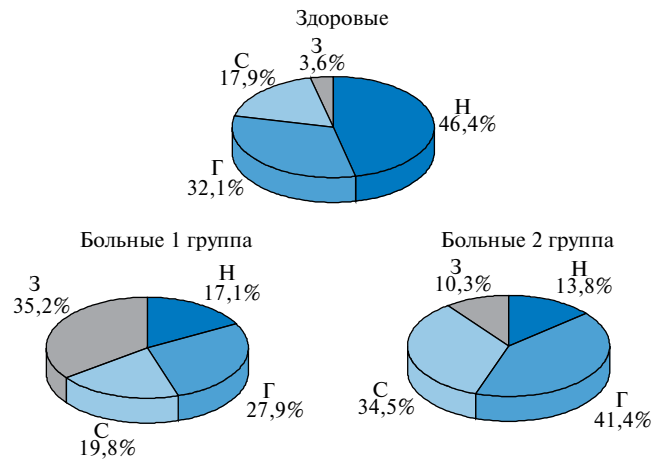 Здоровые
З
3,6%
С
17,9%
Н
46,4%
Г
32,1%
Больные 1 группа
З
35,2%
Н
17,1%
Г
27,9%
С
19,8%
Больные 2 группа
З
10,3%
Н
13,8%
С
34,5%
Г
41,4%